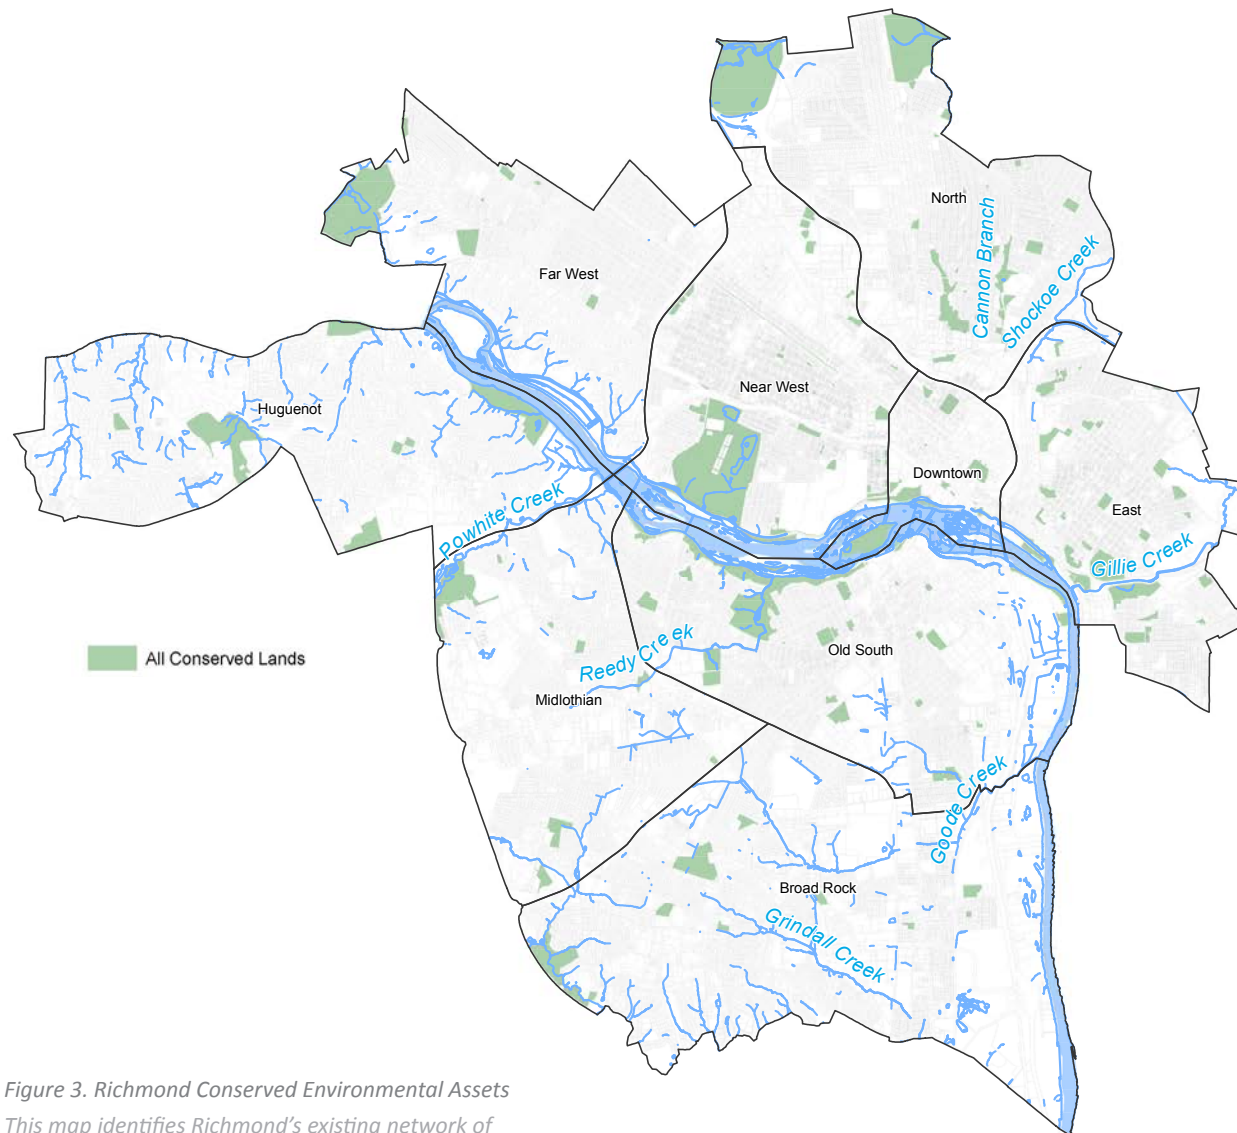 North
Cannon Branch
Shockoe Creek
Far West
Near West
Huguenot
Downtown
East
Powhite Creek
Gillie Creek
All Conserved Lands
Reedy Creek
Old South
Midlothian
Goode Creek
Broad Rock
Grindall Creek
Figure 3. Richmond Conserved Environmental Assets
This map identifies Richmond's existing network of